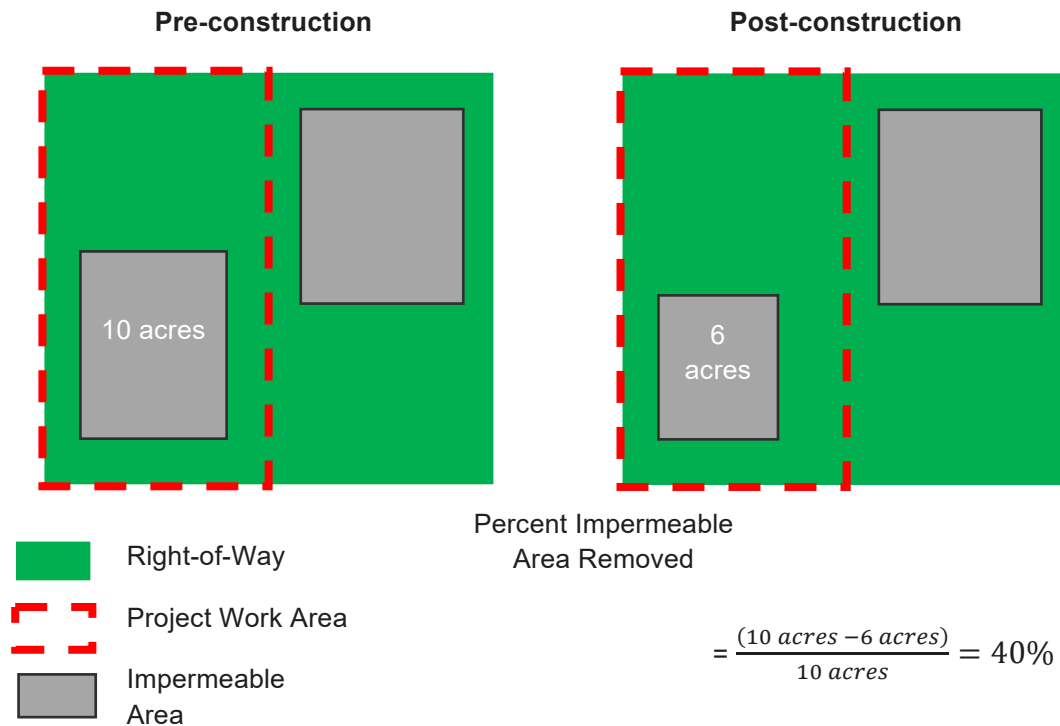 Pre-construction
Post-construction
10 acres
6
acres
Percent Impermeable
Area Removed
Right-of-Way
Project Work Area
Impermeable
Area
= (10 acres −6 acres) / 10 acres = 40%